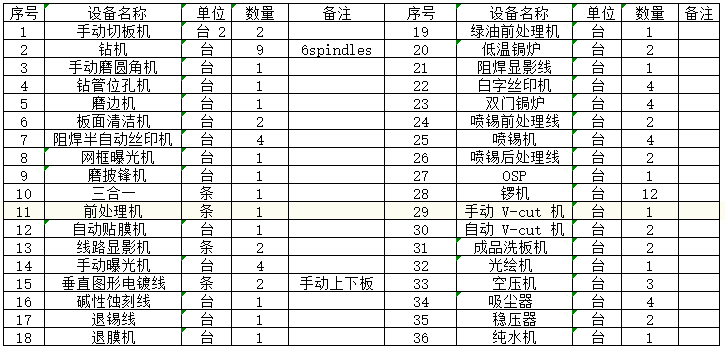 序号 设备名称 单位 数量 备注 序号 设备名称 单位 数量 备注
1 手动切板机 台 2 2 19 绿油前处理机 台 1
2 钻机 台 9 6spindles 20 低温锅炉 台 2
3 手动磨圆角机 台 1 21 阻焊显影线 台 1
4 钻管位孔机 台 1 22 白字丝印机 台 4
5 磨边机 台 1 23 双门锅炉 台 4
6 板面清洁机 台 2 24 喷锡前处理线 台 2
7 阻焊半自动丝印机 台 4 25 喷锡机 台 4
8 网框曝光机 台 1 26 喷锡后处理线 台 2
9 磨披锋机 台 1 27 OSP 台 1
10 三合一 条 1 28 锣机 台 12
11 前处理机 条 1 29 手动 V-cut 机 台 1
12 自动贴膜机 台 1 30 自动 V-cut 机 台 2
13 线路显影机 条 2 31 成品洗板机 台 2
14 手动曝光机 台 4 32 光绘机 台 1
15 垂直图形电镀线 条 2 手动上下板 33 空压机 台 3
16 碱性蚀刻线 台 1 34 吸尘器 台 4
17 退锡线 台 1 35 稳压器 台 2
18 退膜机 台 1 36 纯水机 台 1